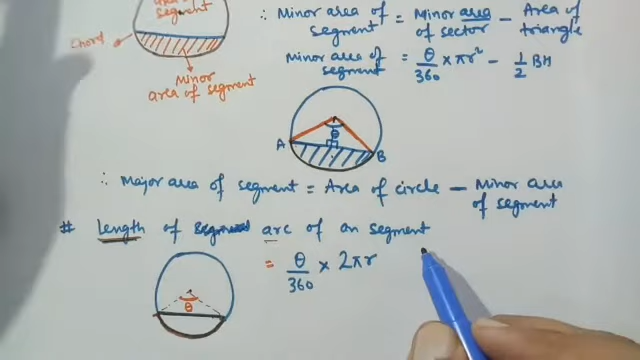 Area of
segment
Chord
Minor
area of segment
∴ Minor area of segment = Minor area of sector − Area of triangle
Minor area of segment = θ/360 × πr² − 1/2 BH
θ
A
B
∴ Major area of segment = Area of circle − Minor area of segment
# Length of arc of an segment
= θ/360 × 2πr
θ